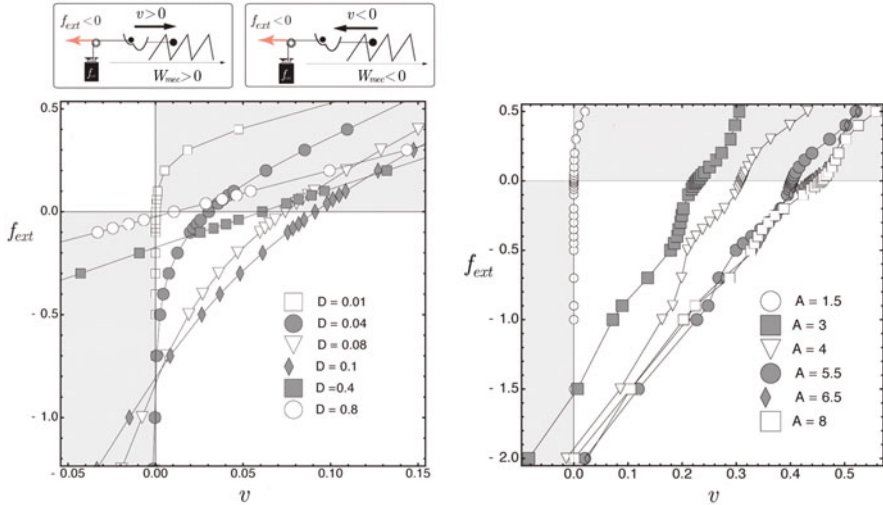 f_ext<0 v>0
f_ex
W_mec>0
f_ext<0 v<0
f_ex
W_mec<0
0.5
0.0
f_ext
- 0.5
- 1.0
- 0.05 0.00 0.05 0.10 0.15
v
D = 0.01
D = 0.04
D = 0.08
D = 0.1
D =0.4
D = 0.8
0.5
0.0
-0.5
f_ext
-1.0
-1.5
-2.0
0.0 0.1 0.2 0.3 0.4 0.5
v
A = 1.5
A = 3
A = 4
A = 5.5
A = 6.5
A = 8